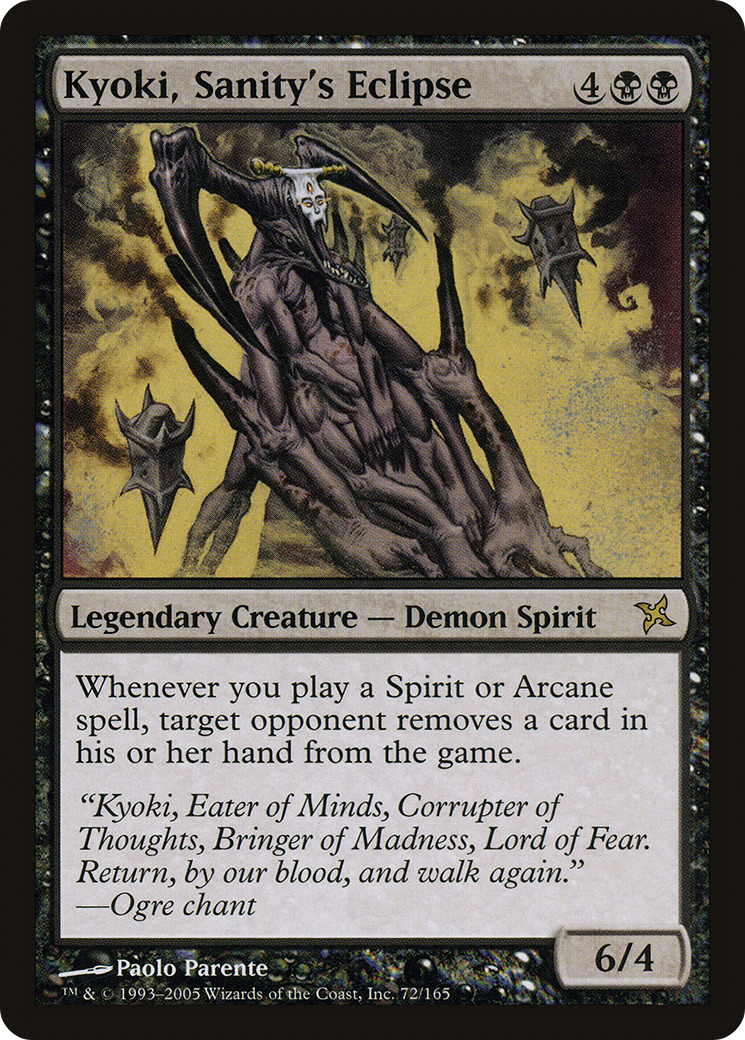 Kyoki, Sanity's Eclipse 4
Legendary Creature — Demon Spirit
Whenever you play a Spirit or Arcane
spell, target opponent removes a card in
his or her hand from the game.
“Kyoki, Eater of Minds, Corrupter of
Thoughts, Bringer of Madness, Lord of Fear.
Return, by our blood, and walk again.”
—Ogre chant
6/4
Paolo Parente
™ & © 1993–2005 Wizards of the Coast, Inc. 72/165